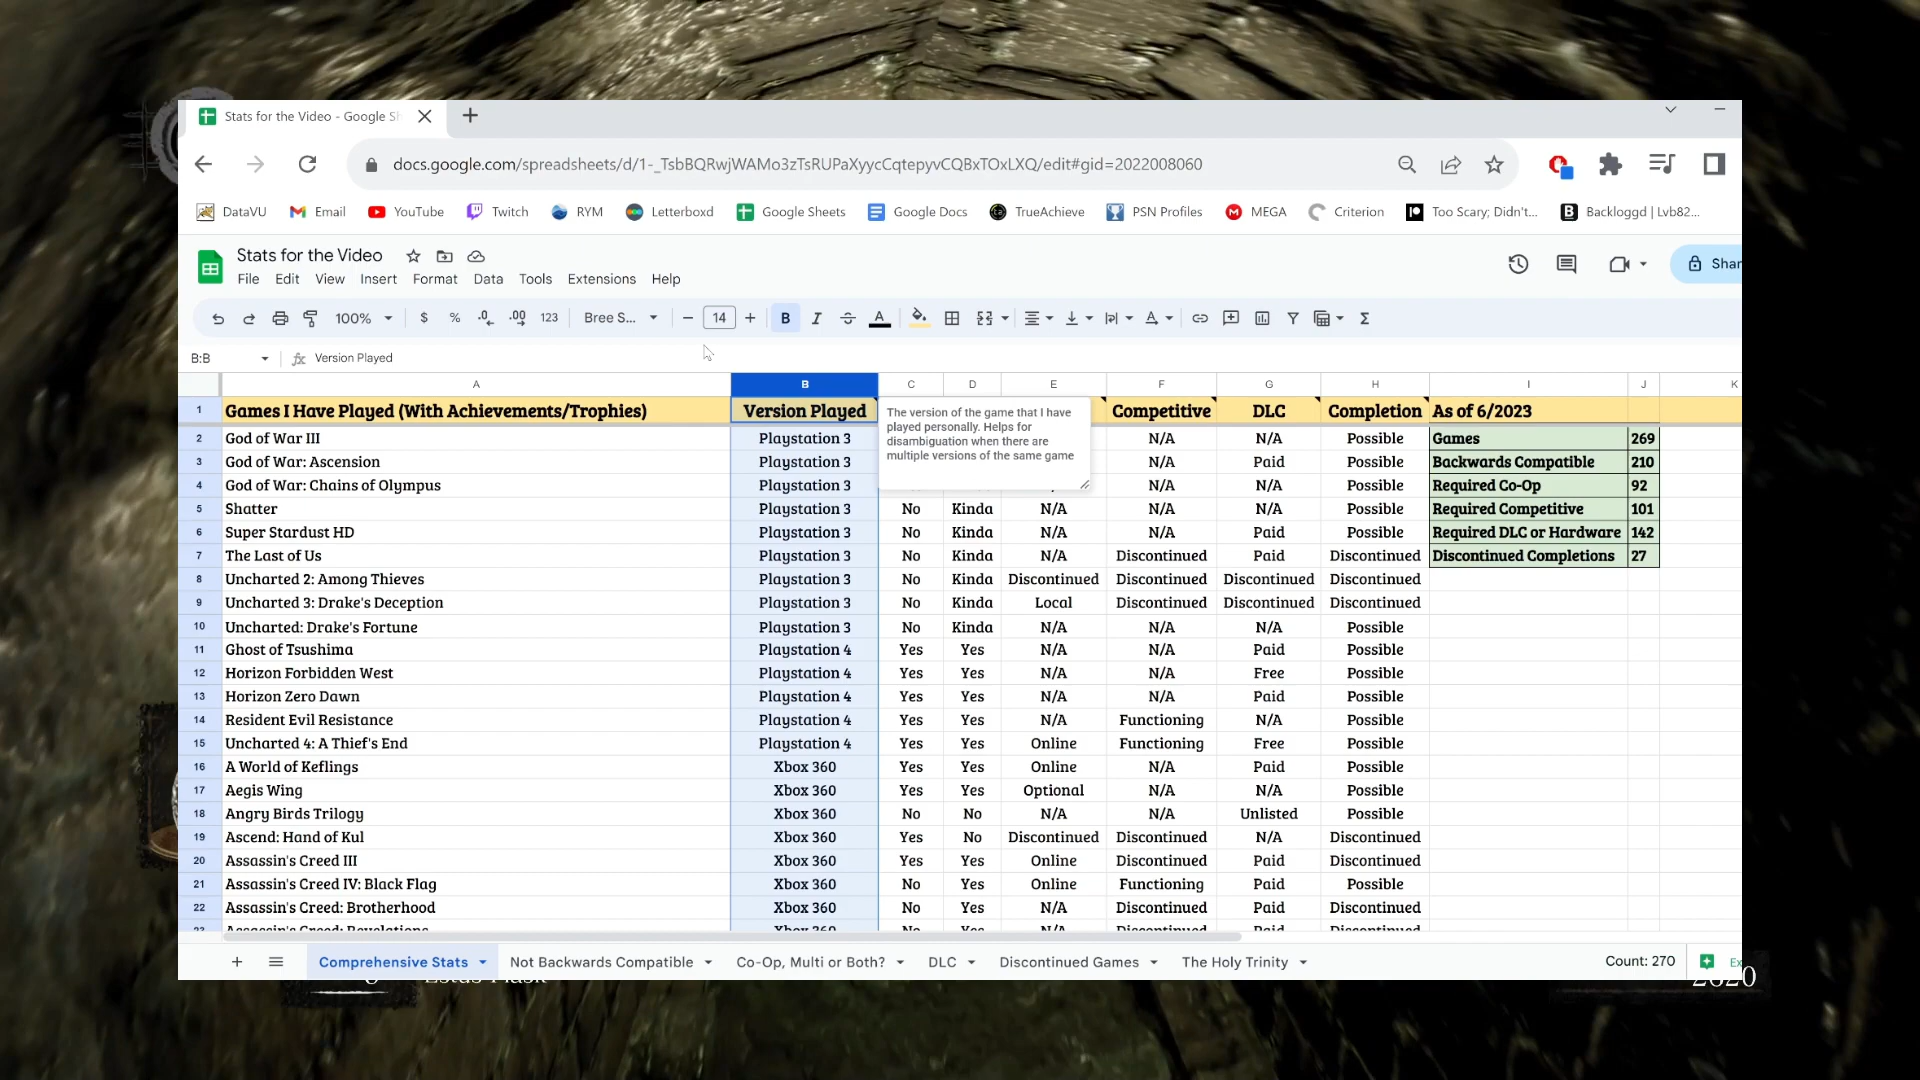 Stats for the Video - Google Sh
docs.google.com/spreadsheets/d/1-_TsbBQRwjWAMo3zTsRUPaXyycCqtepyvCQBxTOxLXQ/edit#gid=2022008060
DataVU Email YouTube Twitch RYM Letterboxd Google Sheets Google Docs TrueAchieve PSN Profiles MEGA Criterion Too Scary; Didn't... Backloggd | Lvb82...
Stats for the Video
File Edit View Insert Format Data Tools Extensions Help
Shar
100% $ % .0 .00 123 Bree S... 14 B I A
B:B fx Version Played
A B C D E F G H I J K
1 Games I Have Played (With Achievements/Trophies) Version Played Competitive DLC Completion As of 6/2023
The version of the game that I have
played personally. Helps for
disambiguation when there are
multiple versions of the same game
2 God of War III Playstation 3 N/A N/A Possible Games 269
3 God of War: Ascension Playstation 3 N/A Paid Possible Backwards Compatible 210
4 God of War: Chains of Olympus Playstation 3 N/A N/A Possible Required Co-Op 92
5 Shatter Playstation 3 No Kinda N/A N/A N/A Possible Required Competitive 101
6 Super Stardust HD Playstation 3 No Kinda N/A N/A Paid Possible Required DLC or Hardware 142
7 The Last of Us Playstation 3 No Kinda N/A Discontinued Paid Discontinued Discontinued Completions 27
8 Uncharted 2: Among Thieves Playstation 3 No Kinda Discontinued Discontinued Discontinued Discontinued
9 Uncharted 3: Drake's Deception Playstation 3 No Kinda Local Discontinued Discontinued Discontinued
10 Uncharted: Drake's Fortune Playstation 3 No Kinda N/A N/A N/A Possible
11 Ghost of Tsushima Playstation 4 Yes Yes N/A N/A Paid Possible
12 Horizon Forbidden West Playstation 4 Yes Yes N/A N/A Free Possible
13 Horizon Zero Dawn Playstation 4 Yes Yes N/A N/A Paid Possible
14 Resident Evil Resistance Playstation 4 Yes Yes N/A Functioning N/A Possible
15 Uncharted 4: A Thief's End Playstation 4 Yes Yes Online Functioning Free Possible
16 A World of Keflings Xbox 360 Yes Yes Online N/A Paid Possible
17 Aegis Wing Xbox 360 Yes Yes Optional N/A N/A Possible
18 Angry Birds Trilogy Xbox 360 No No N/A N/A Unlisted Possible
19 Ascend: Hand of Kul Xbox 360 Yes No Discontinued Discontinued N/A Discontinued
20 Assassin's Creed III Xbox 360 Yes Yes Online Discontinued Paid Discontinued
21 Assassin's Creed IV: Black Flag Xbox 360 No Yes Online Functioning Paid Possible
22 Assassin's Creed: Brotherhood Xbox 360 No Yes N/A Discontinued Paid Discontinued
23 Assassin's Creed: Revelations Xbox 360 No Yes N/A Discontinued Paid Discontinued
Comprehensive Stats Not Backwards Compatible Co-Op, Multi or Both? DLC Discontinued Games The Holy Trinity Count: 270 Ex
Estus Flask 2820